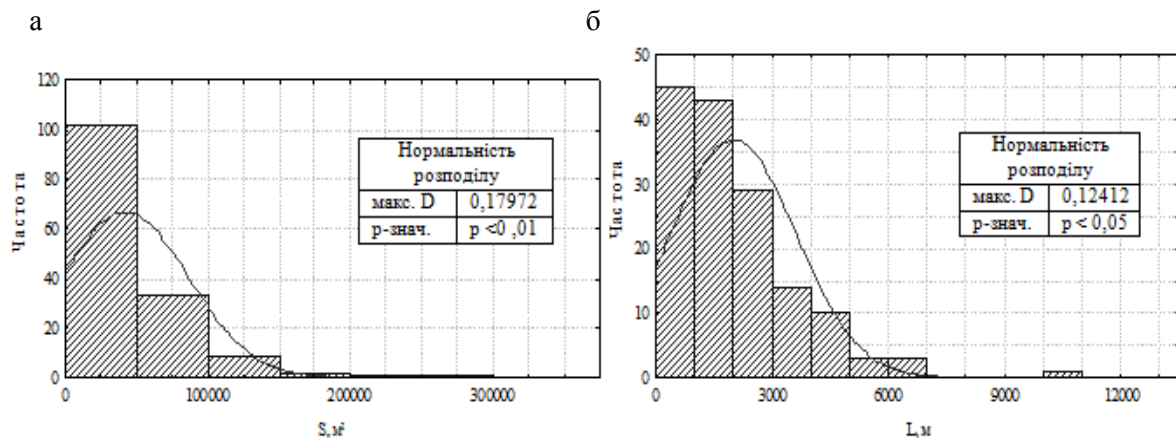 а
б
120
100
80
60
40
20
0
Частота
0
100000
200000
300000
S, м²
Нормальність
розподілу
макс. D 0,17972
р-знач. p <0 ,01
50
40
30
20
10
0
Частота
0
3000
6000
9000
12000
L, м
Нормальність
розподілу
макс. D 0,12412
р-знач. p < 0,05